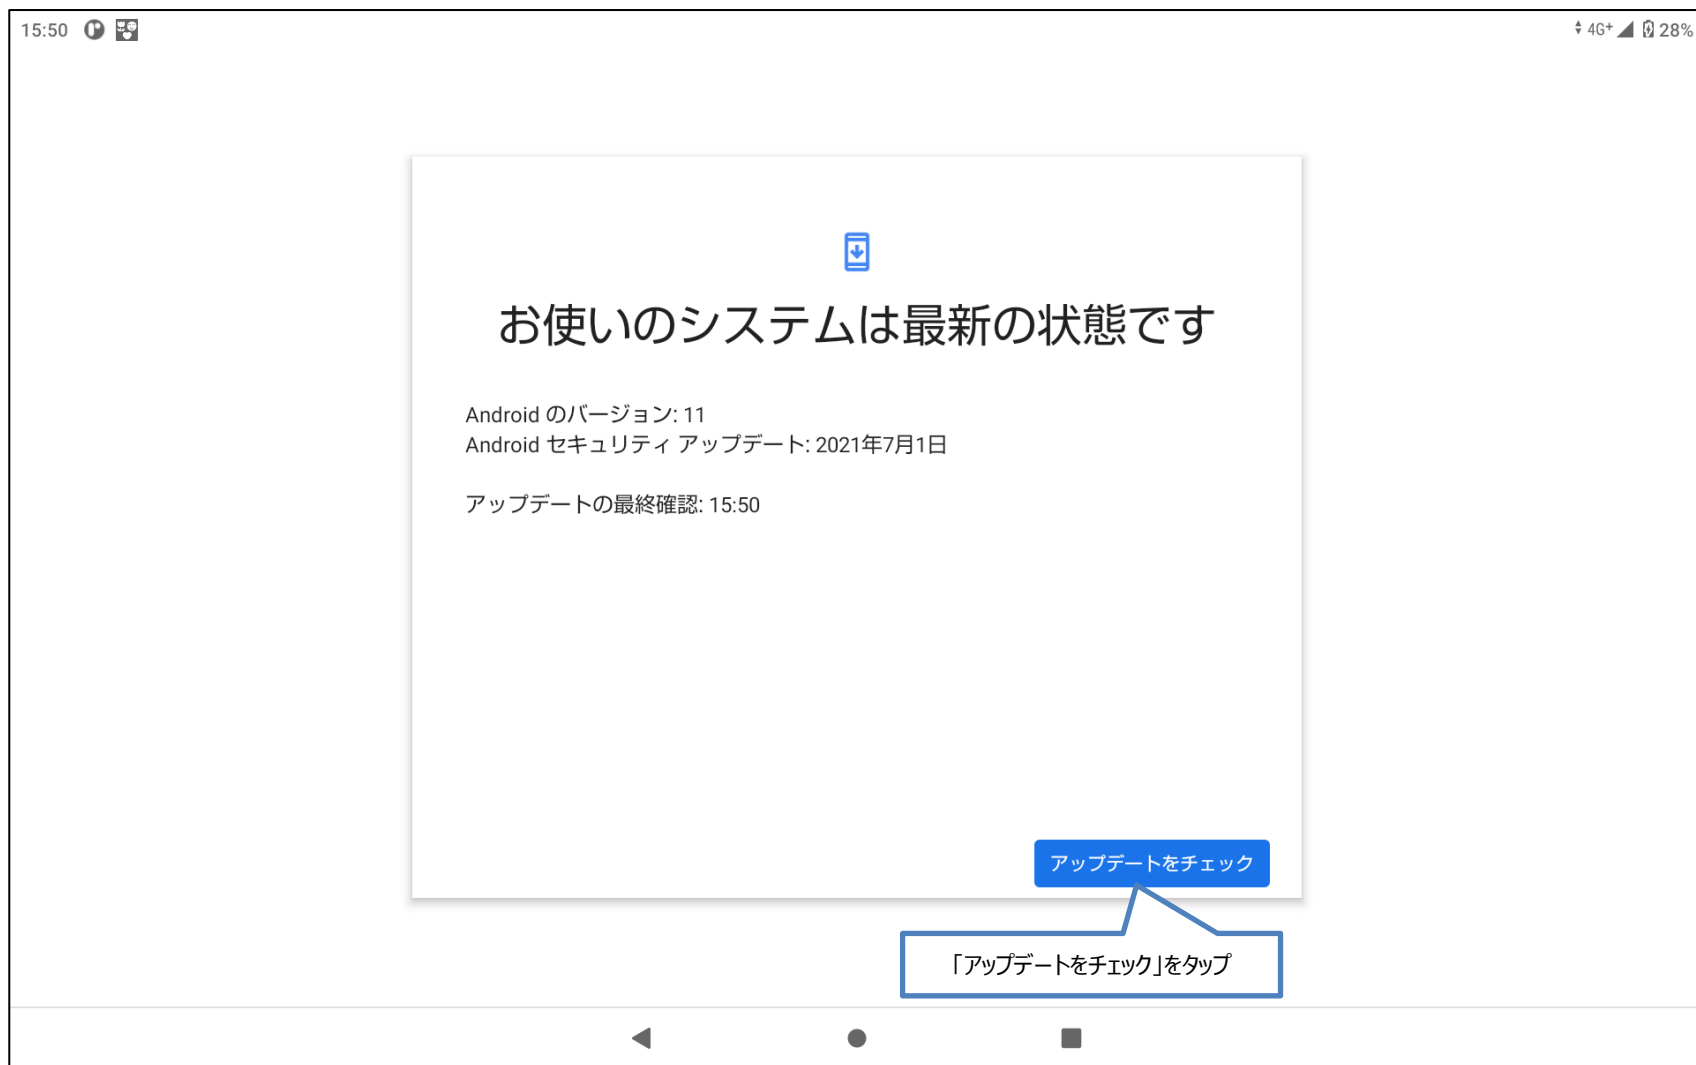 15:50
4G+ 28%
お使いのシステムは最新の状態です
Android のバージョン: 11
Android セキュリティ アップデート: 2021年7月1日
アップデートの最終確認: 15:50
アップデートをチェック
「アップデートをチェック」をタップ